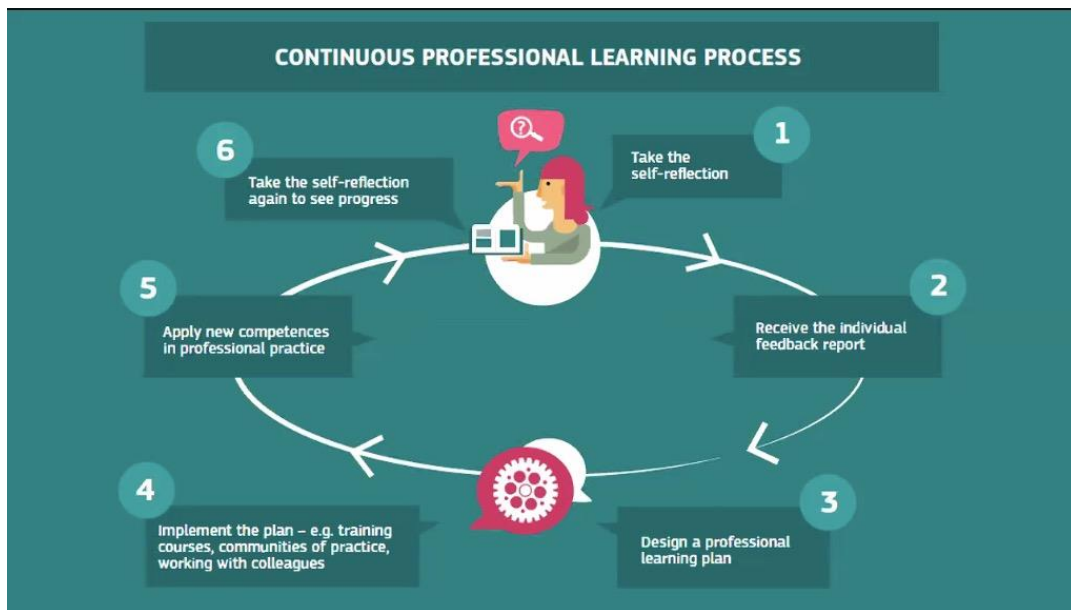 CONTINUOUS PROFESSIONAL LEARNING PROCESS
1
Take the
self-reflection
2
Receive the individual
feedback report
3
Design a professional
learning plan
4
Implement the plan – e.g. training
courses, communities of practice,
working with colleagues
5
Apply new competences
in professional practice
6
Take the self-reflection
again to see progress
?